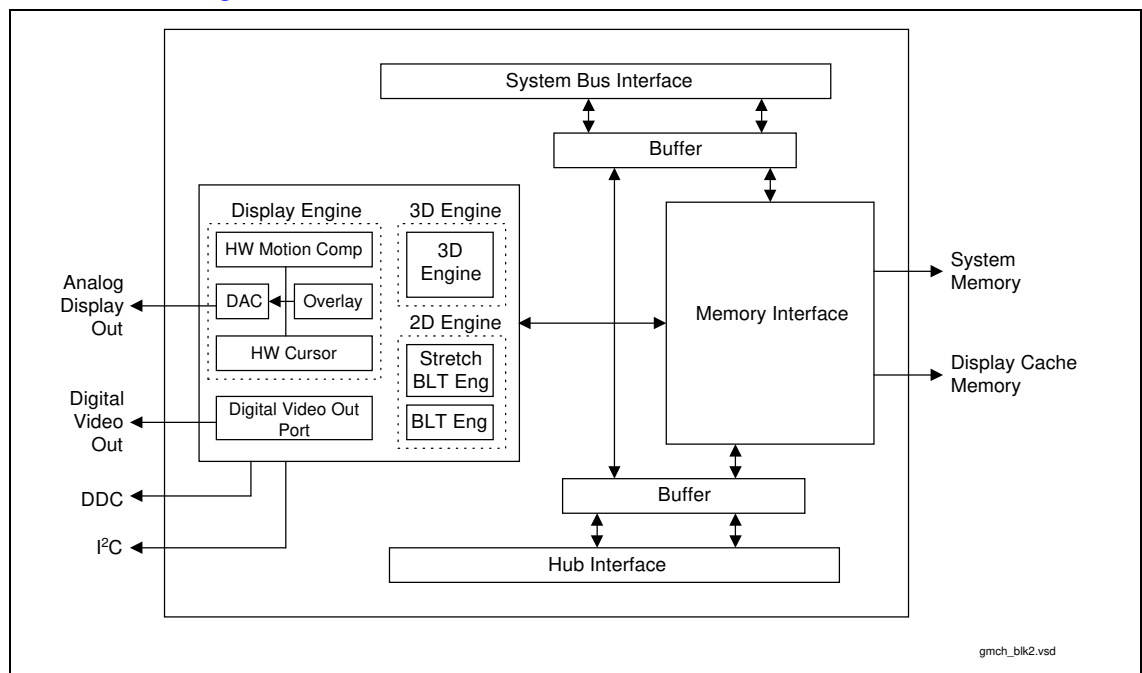 System Bus Interface
Buffer
Display Engine
3D Engine
HW Motion Comp
3D
Engine
DAC
Overlay
2D Engine
HW Cursor
Stretch
BLT Eng
Digital Video Out
Port
BLT Eng
Memory Interface
Analog
Display
Out
Digital
Video
Out
DDC
I²C
System
Memory
Display Cache
Memory
Buffer
Hub Interface
gmch_blk2.vsd